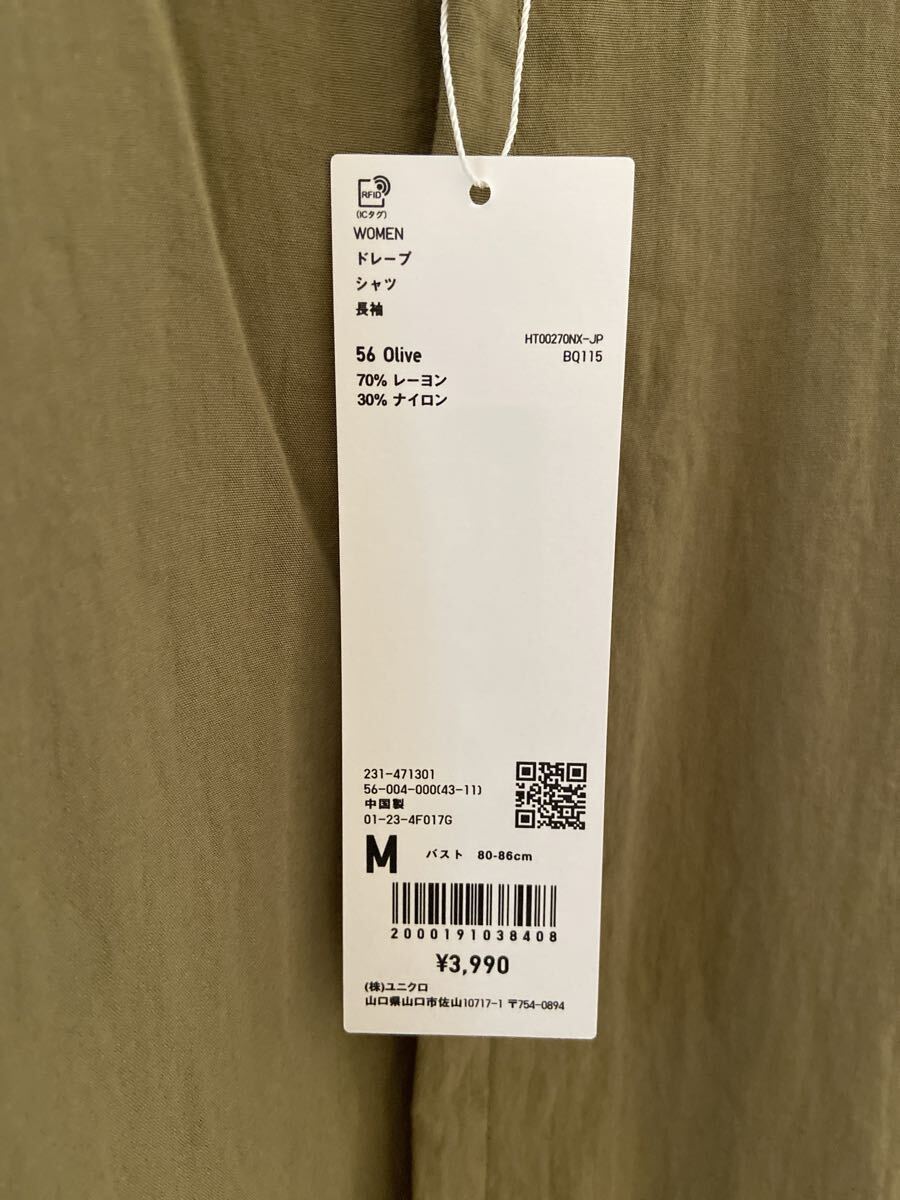 RFID
(ICタグ)
WOMEN
ドレープ
シャツ
長袖
HT00270NX-JP
56 Olive
BQ115
70% レーヨン
30% ナイロン
231-471301
56-004-000(43-11)
中国製
01-23-4F017G
M バスト 80-86cm
2000191038408
¥3,990
(株)ユニクロ
山口県山口市佐山10717-1 〒754-0894